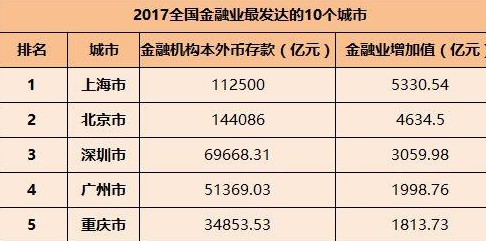 2017全国金融业最发达的10个城市
排名 城市 金融机构本外币存款（亿元） 金融业增加值（亿元）
1 上海市 112500 5330.54
2 北京市 144086 4634.5
3 深圳市 69668.31 3059.98
4 广州市 51369.03 1998.76
5 重庆市 34853.53 1813.73